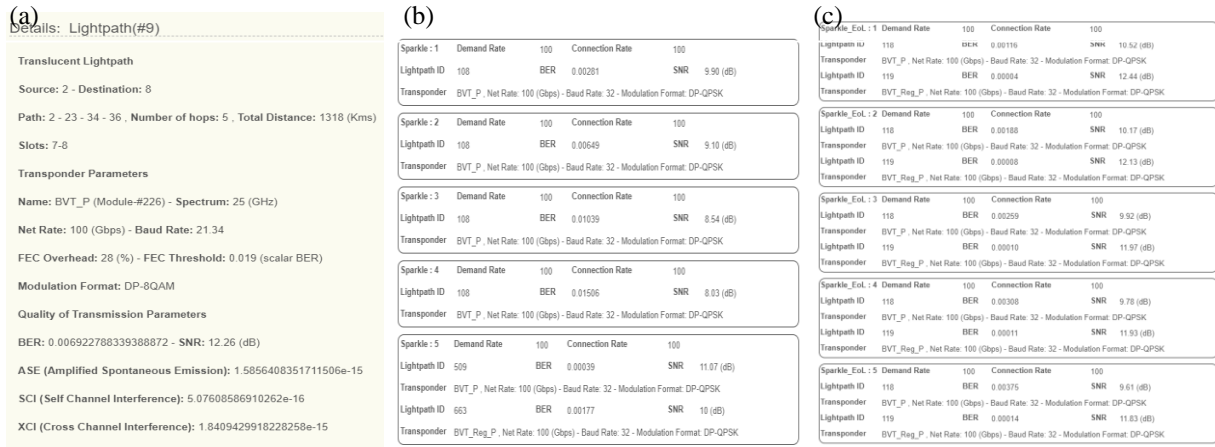 (a)
Details: Lightpath(#9)
Translucent Lightpath
Source: 2 - Destination: 8
Path: 2 - 23 - 34 - 36 , Number of hops: 5 , Total Distance: 1318 (Kms)
Slots: 7-8
Transponder Parameters
Name: BVT_P (Module-#226) - Spectrum: 25 (GHz)
Net Rate: 100 (Gbps) - Baud Rate: 21.34
FEC Overhead: 28 (%) - FEC Threshold: 0.019 (scalar BER)
Modulation Format: DP-8QAM
Quality of Transmission Parameters
BER: 0.006922788339388872 - SNR: 12.26 (dB)
ASE (Amplified Spontaneous Emission): 1.5856408351711506e-15
SCI (Self Channel Interference): 5.07608586910262e-16
XCI (Cross Channel Interference): 1.8409429918228258e-15
(b)
Sparkle : 1 Demand Rate 100 Connection Rate 100
Lightpath ID 108 BER 0.00281 SNR 9.90 (dB)
Transponder BVT_P , Net Rate: 100 (Gbps) - Baud Rate: 32 - Modulation Format: DP-QPSK
Sparkle : 2 Demand Rate 100 Connection Rate 100
Lightpath ID 108 BER 0.00649 SNR 9.10 (dB)
Transponder BVT_P , Net Rate: 100 (Gbps) - Baud Rate: 32 - Modulation Format: DP-QPSK
Sparkle : 3 Demand Rate 100 Connection Rate 100
Lightpath ID 108 BER 0.01039 SNR 8.54 (dB)
Transponder BVT_P , Net Rate: 100 (Gbps) - Baud Rate: 32 - Modulation Format: DP-QPSK
Sparkle : 4 Demand Rate 100 Connection Rate 100
Lightpath ID 108 BER 0.01506 SNR 8.03 (dB)
Transponder BVT_P , Net Rate: 100 (Gbps) - Baud Rate: 32 - Modulation Format: DP-QPSK
Sparkle : 5 Demand Rate 100 Connection Rate 100
Lightpath ID 509 BER 0.00039 SNR 11.07 (dB)
Transponder BVT_P , Net Rate: 100 (Gbps) - Baud Rate: 32 - Modulation Format: DP-QPSK
Lightpath ID 663 BER 0.00177 SNR 10 (dB)
Transponder BVT_Reg_P , Net Rate: 100 (Gbps) - Baud Rate: 32 - Modulation Format: DP-QPSK
(c)
Sparkle_EoL : 1 Demand Rate 100 Connection Rate 100
Lightpath ID 118 BER 0.00116 SNR 10.52 (dB)
Transponder BVT_P , Net Rate: 100 (Gbps) - Baud Rate: 32 - Modulation Format: DP-QPSK
Lightpath ID 119 BER 0.00004 SNR 12.44 (dB)
Transponder BVT_Reg_P , Net Rate: 100 (Gbps) - Baud Rate: 32 - Modulation Format: DP-QPSK
Sparkle_EoL : 2 Demand Rate 100 Connection Rate 100
Lightpath ID 118 BER 0.00188 SNR 10.17 (dB)
Transponder BVT_P , Net Rate: 100 (Gbps) - Baud Rate: 32 - Modulation Format: DP-QPSK
Lightpath ID 119 BER 0.00008 SNR 12.13 (dB)
Transponder BVT_Reg_P , Net Rate: 100 (Gbps) - Baud Rate: 32 - Modulation Format: DP-QPSK
Sparkle_EoL : 3 Demand Rate 100 Connection Rate 100
Lightpath ID 118 BER 0.00259 SNR 9.92 (dB)
Transponder BVT_P , Net Rate: 100 (Gbps) - Baud Rate: 32 - Modulation Format: DP-QPSK
Lightpath ID 119 BER 0.00010 SNR 11.97 (dB)
Transponder BVT_Reg_P , Net Rate: 100 (Gbps) - Baud Rate: 32 - Modulation Format: DP-QPSK
Sparkle_EoL : 4 Demand Rate 100 Connection Rate 100
Lightpath ID 118 BER 0.00308 SNR 9.78 (dB)
Transponder BVT_P , Net Rate: 100 (Gbps) - Baud Rate: 32 - Modulation Format: DP-QPSK
Lightpath ID 119 BER 0.00011 SNR 11.93 (dB)
Transponder BVT_Reg_P , Net Rate: 100 (Gbps) - Baud Rate: 32 - Modulation Format: DP-QPSK
Sparkle_EoL : 5 Demand Rate 100 Connection Rate 100
Lightpath ID 118 BER 0.00375 SNR 9.61 (dB)
Transponder BVT_P , Net Rate: 100 (Gbps) - Baud Rate: 32 - Modulation Format: DP-QPSK
Lightpath ID 119 BER 0.00014 SNR 11.83 (dB)
Transponder BVT_Reg_P , Net Rate: 100 (Gbps) - Baud Rate: 32 - Modulation Format: DP-QPSK